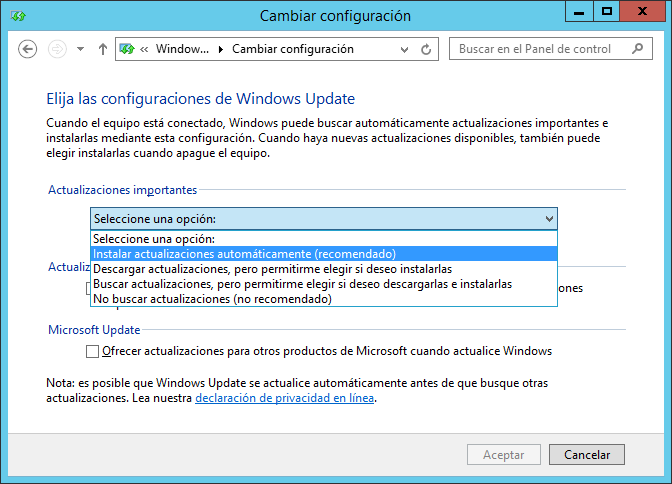 Cambiar configuración
Window... Cambiar configuración
Buscar en el Panel de control
Elija las configuraciones de Windows Update
Cuando el equipo está conectado, Windows puede buscar automáticamente actualizaciones importantes e
instalarlas mediante esta configuración. Cuando haya nuevas actualizaciones disponibles, también puede
elegir instalarlas cuando apague el equipo.
Actualizaciones importantes
Seleccione una opción:
Seleccione una opción:
Instalar actualizaciones automáticamente (recomendado)
Descargar actualizaciones, pero permitirme elegir si deseo instalarlas
Buscar actualizaciones, pero permitirme elegir si deseo descargarlas e instalarlas
No buscar actualizaciones (no recomendado)
Microsoft Update
Ofrecer actualizaciones para otros productos de Microsoft cuando actualice Windows
Nota: es posible que Windows Update se actualice automáticamente antes de que busque otras
actualizaciones. Lea nuestra declaración de privacidad en línea.
Aceptar
Cancelar